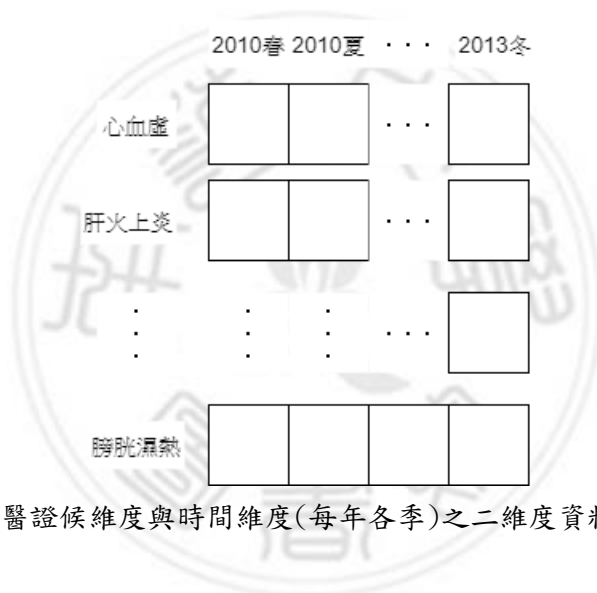 2010春 2010夏 ··· 2013冬
心血虛 ···
肝火上炎 ···
⋮ ⋮ ⋮ ···
膀胱濕熱
醫證候維度與時間維度(每年各季)之二維度資料